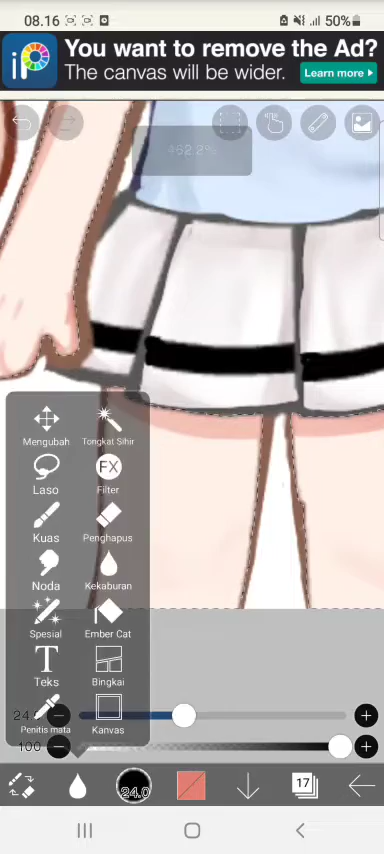 08.16
50%
You want to remove the Ad?
The canvas will be wider.
Learn more
iP
Mengubah
Tongkat Sihir
Laso
FX
Filter
Kuas
Penghapus
Noda
Kekaburan
Spesial
Ember Cat
T
Teks
Bingkai
Penitis mata
Kanvas
100
24.0
17